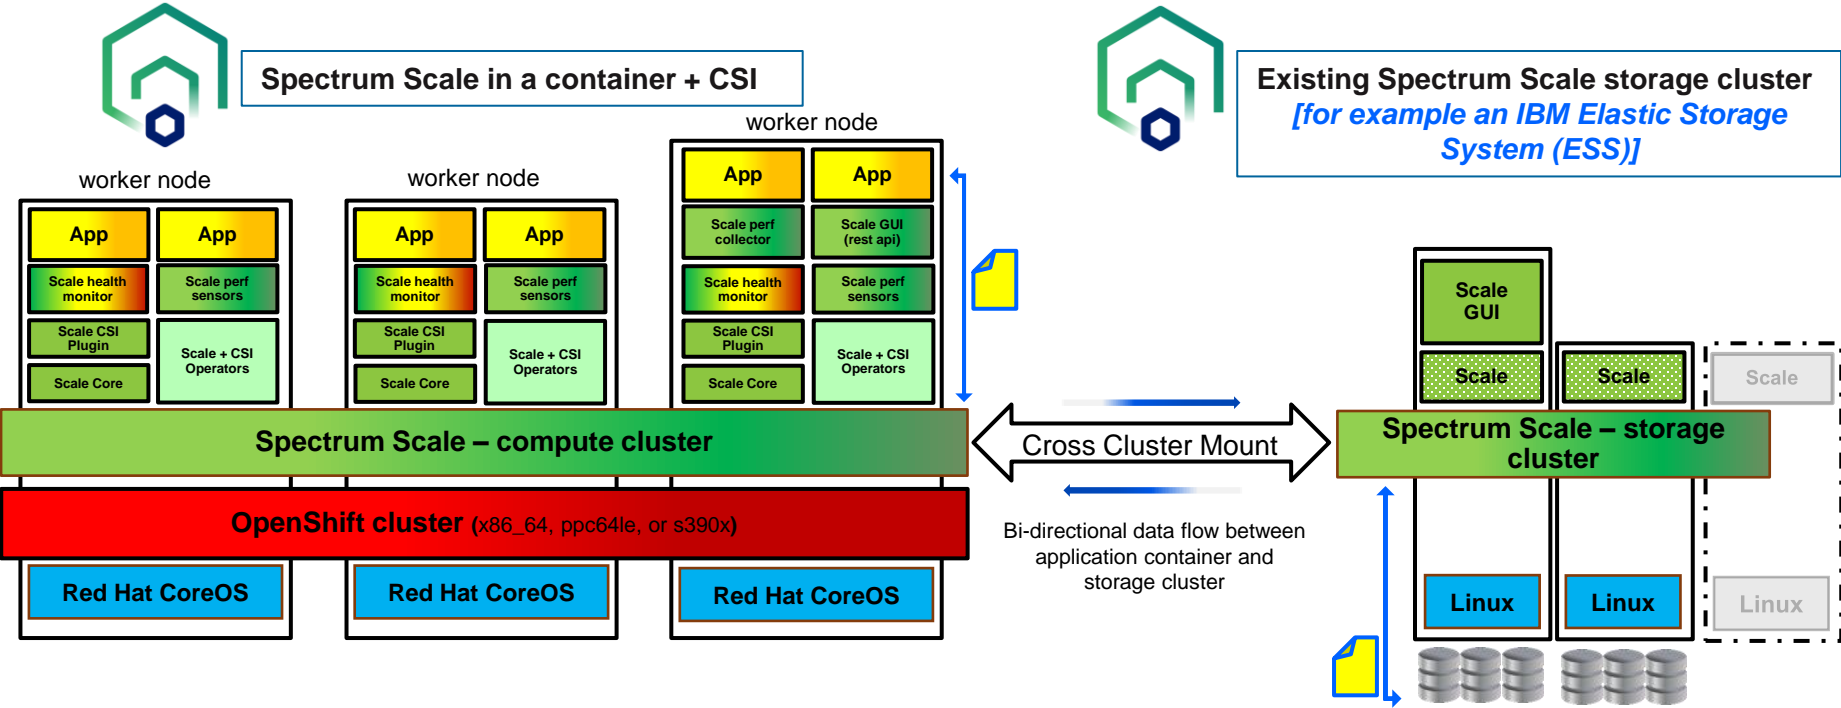 Spectrum Scale in a container + CSI
Existing Spectrum Scale storage cluster
[for example an IBM Elastic Storage
System (ESS)]
worker node
App
App
Scale health
monitor
Scale perf
sensors
Scale CSI
Plugin
Scale + CSI
Operators
Scale Core
worker node
App
App
Scale health
monitor
Scale perf
sensors
Scale CSI
Plugin
Scale + CSI
Operators
Scale Core
worker node
App
App
Scale perf
collector
Scale GUI
(rest api)
Scale health
monitor
Scale perf
sensors
Scale CSI
Plugin
Scale + CSI
Operators
Scale Core
Spectrum Scale – compute cluster
OpenShift cluster (x86_64, ppc64le, or s390x)
Red Hat CoreOS
Red Hat CoreOS
Red Hat CoreOS
Cross Cluster Mount
Bi-directional data flow between
application container and
storage cluster
Scale
GUI
Scale
Scale
Scale
Spectrum Scale – storage
cluster
Linux
Linux
Linux